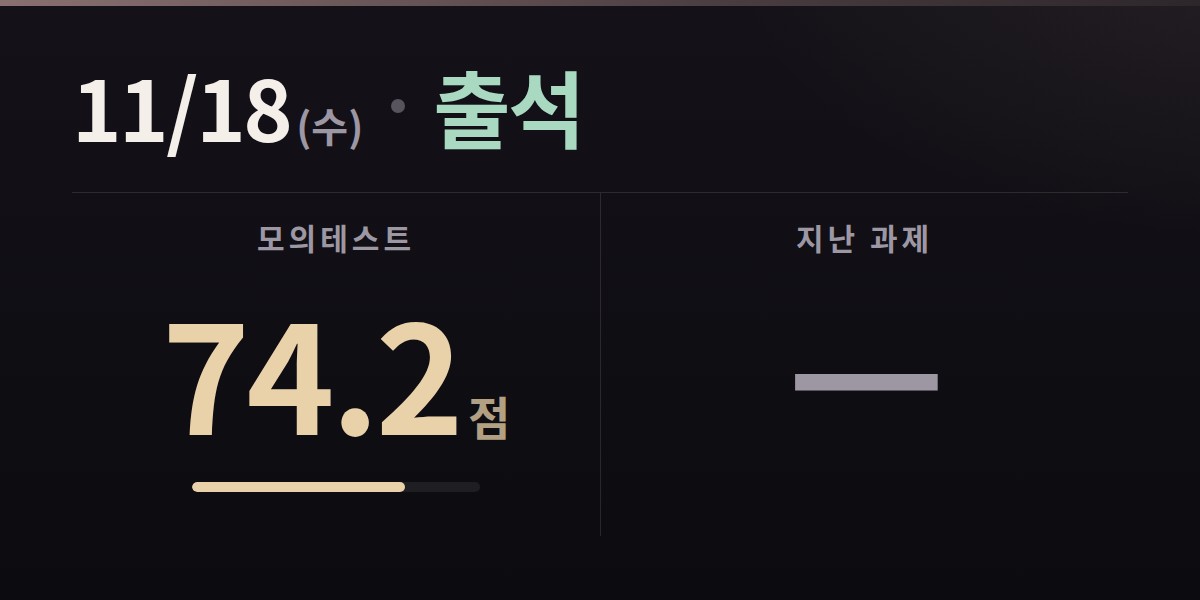 11/18 (수) • 출석
모의테스트
74.2점
지난 과제
—